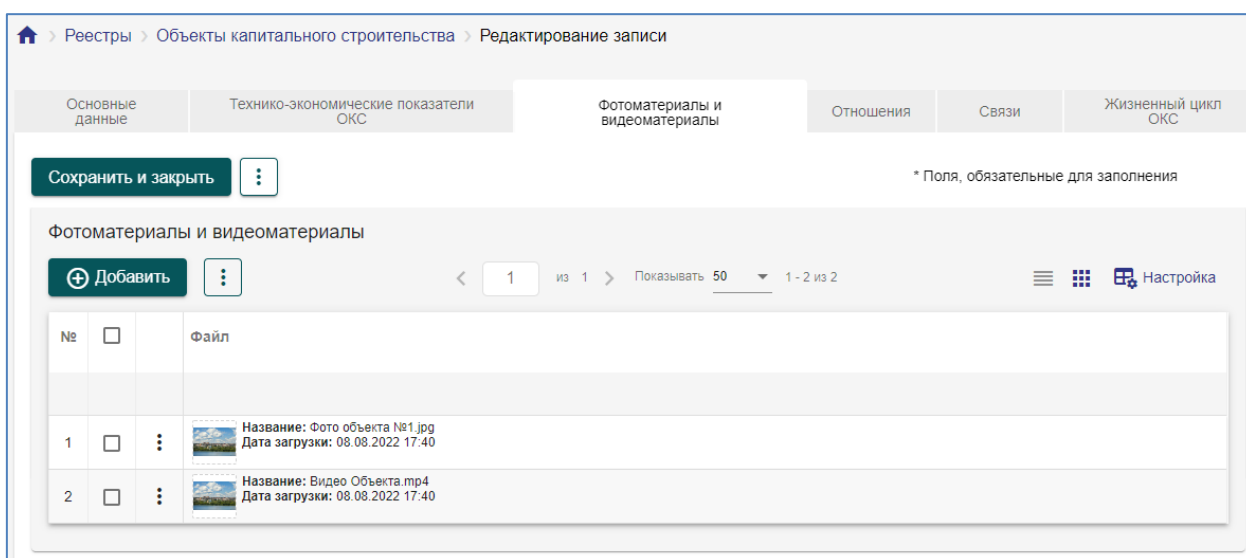 Реестры > Объекты капитального строительства > Редактирование записи
Основные данные
Технико-экономические показатели ОКС
Фотоматериалы и видеоматериалы
Отношения
Связи
Жизненный цикл ОКС
Сохранить и закрыть
* Поля, обязательные для заполнения
Фотоматериалы и видеоматериалы
Добавить
1 из 1 Показывать 50 1 - 2 из 2
Настройка
№ Файл
1 Название: Фото объекта №1.jpg
Дата загрузки: 08.08.2022 17:40
2 Название: Видео Объекта.mp4
Дата загрузки: 08.08.2022 17:40